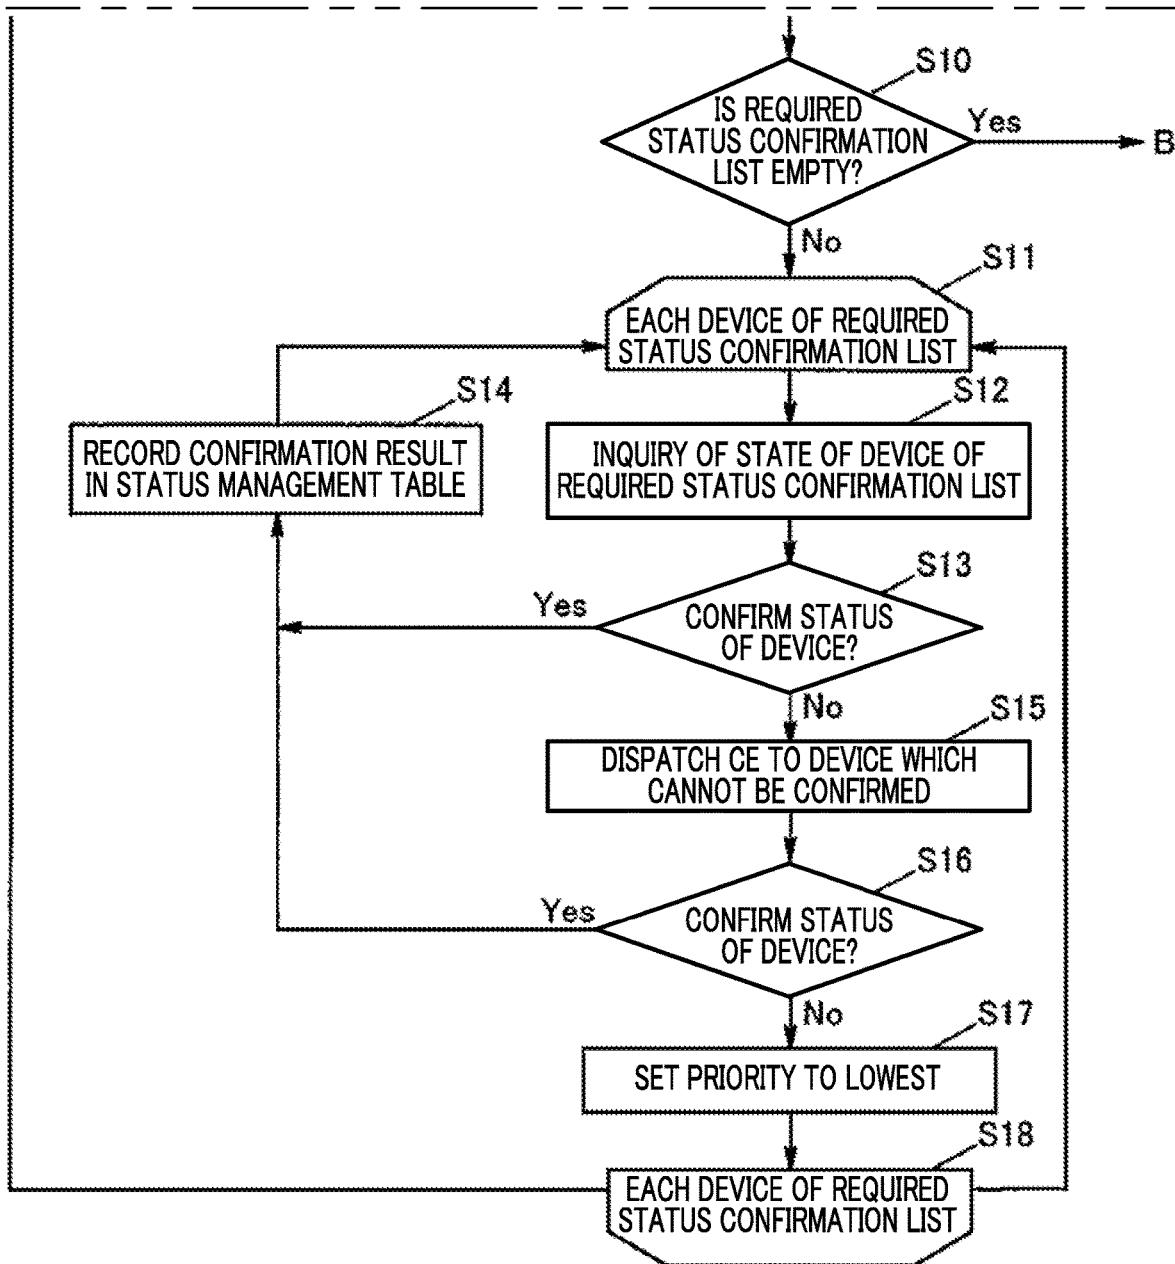 S10
IS REQUIRED
STATUS CONFIRMATION
LIST EMPTY?
Yes
B
No
S11
EACH DEVICE OF REQUIRED
STATUS CONFIRMATION LIST
S14
RECORD CONFIRMATION RESULT
IN STATUS MANAGEMENT TABLE
S12
INQUIRY OF STATE OF DEVICE OF
REQUIRED STATUS CONFIRMATION LIST
S13
Yes
CONFIRM STATUS
OF DEVICE?
No
S15
DISPATCH CE TO DEVICE WHICH
CANNOT BE CONFIRMED
S16
Yes
CONFIRM STATUS
OF DEVICE?
No
S17
SET PRIORITY TO LOWEST
S18
EACH DEVICE OF REQUIRED
STATUS CONFIRMATION LIST